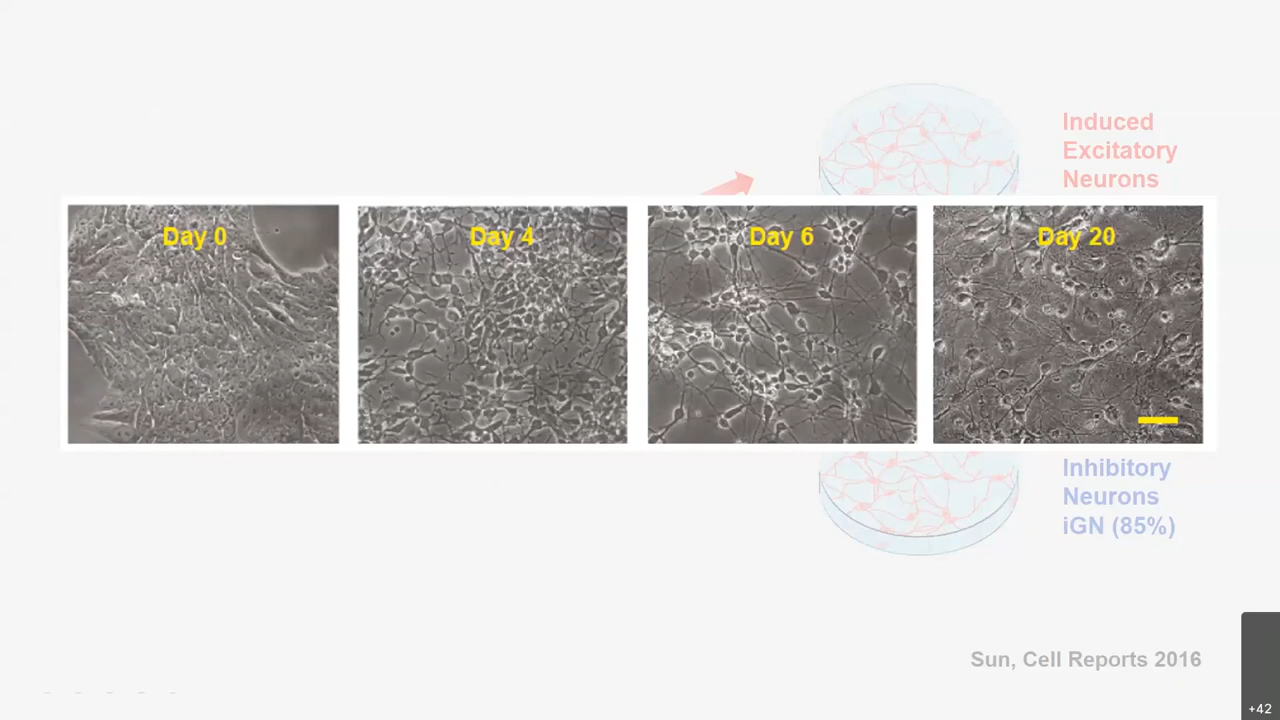 Induced
Excitatory
Neurons
Day 0
Day 4
Day 6
Day 20
Inhibitory
Neurons
iGN (85%)
Sun, Cell Reports 2016
+42